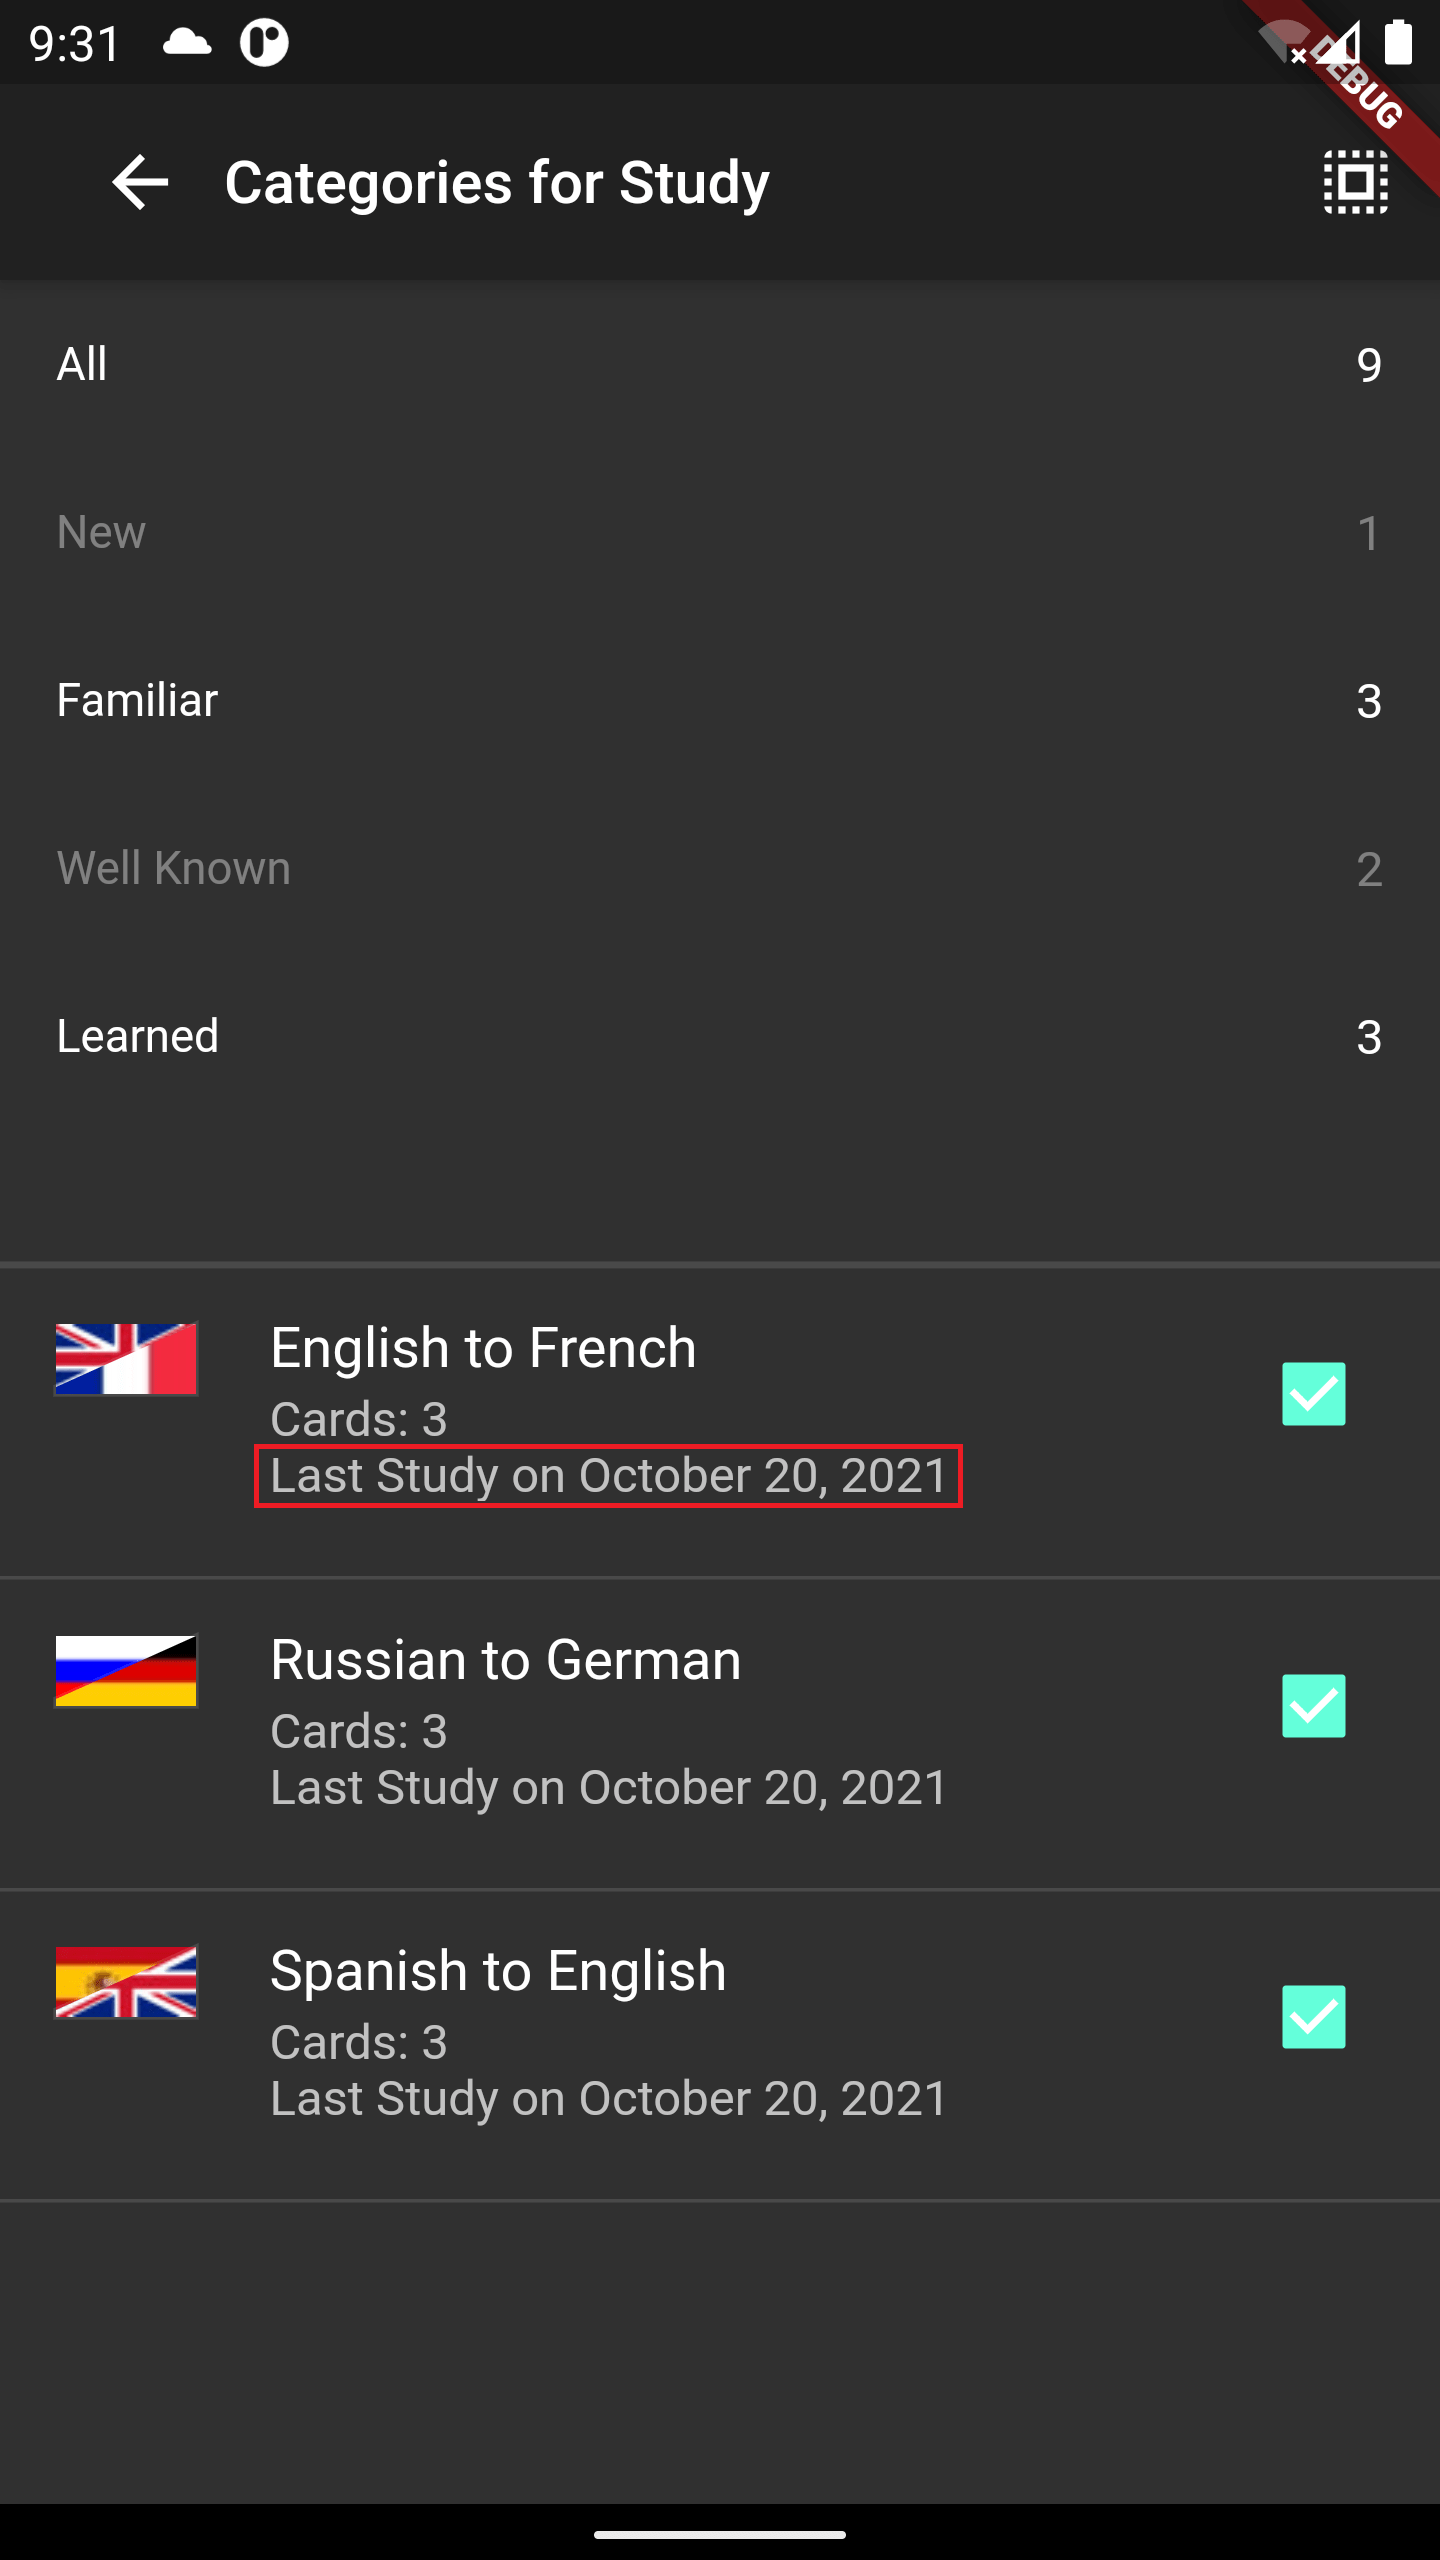 9:31
DEBUG
Categories for Study
All 9
New 1
Familiar 3
Well Known 2
Learned 3
English to French
Cards: 3
Last Study on October 20, 2021
Russian to German
Cards: 3
Last Study on October 20, 2021
Spanish to English
Cards: 3
Last Study on October 20, 2021